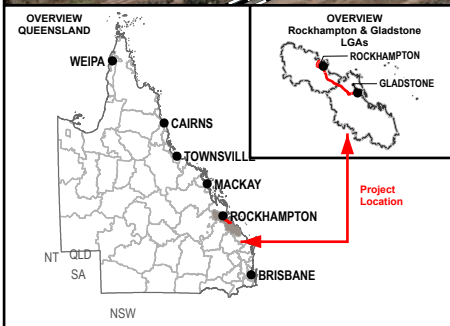 OVERVIEW
QUEENSLAND
WEIPA
CAIRNS
TOWNSVILLE
MACKAY
ROCKHAMPTON
BRISBANE
NT
QLD
SA
NSW
OVERVIEW
Rockhampton & Gladstone
LGAs
ROCKHAMPTON
GLADSTONE
Project
Location